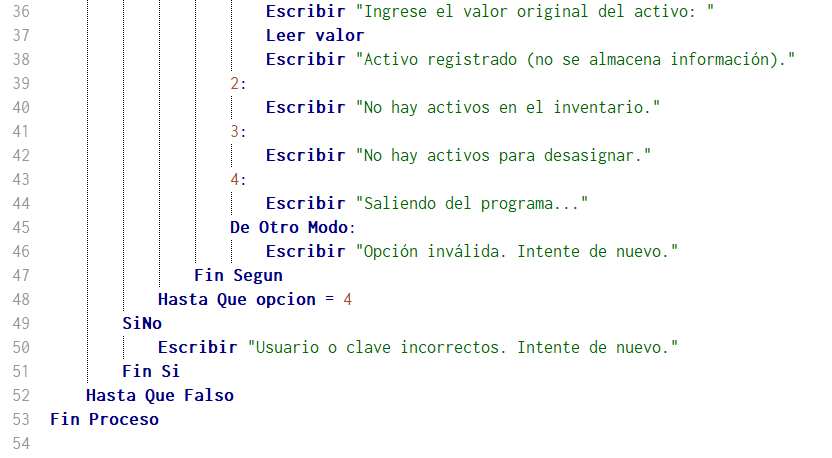 36 Escribir "Ingrese el valor original del activo: "
37 Leer valor
38 Escribir "Activo registrado (no se almacena información)."
39 2:
40 Escribir "No hay activos en el inventario."
41 3:
42 Escribir "No hay activos para desasignar."
43 4:
44 Escribir "Saliendo del programa..."
45 De Otro Modo:
46 Escribir "Opción inválida. Intente de nuevo."
47 Fin Segun
48 Hasta Que opcion = 4
49 SiNo
50 Escribir "Usuario o clave incorrectos. Intente de nuevo."
51 Fin Si
52 Hasta Que Falso
53 Fin Proceso
54